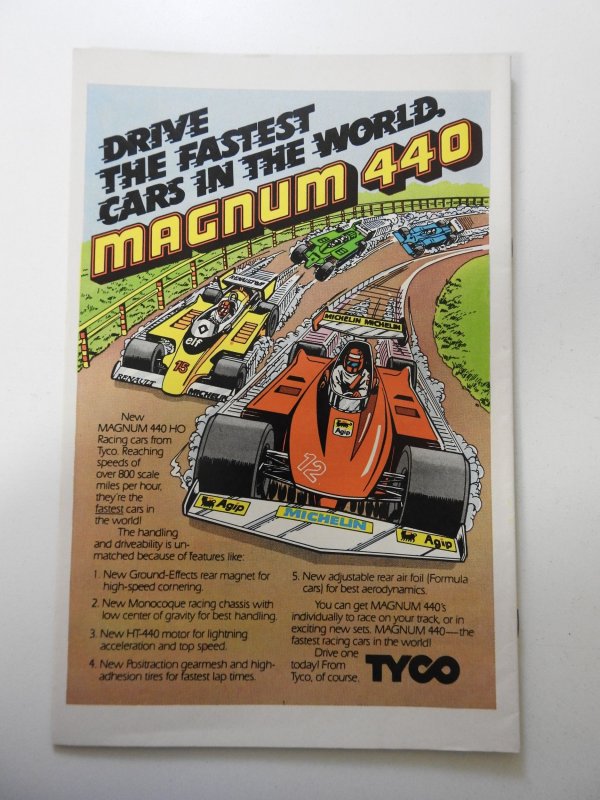 DRIVE
THE FASTEST
CARS IN THE WORLD.
MAGNUM 440
RENAULT elf
MICHELIN MICHELIN
elf
15
RENAULT
Agip
12
Agip
MICHELIN
Agip
New
MAGNUM 440 HO
Racing cars from
Tyco. Reaching
speeds of
over 800 scale
miles per hour,
they're the
fastest cars in
the world!
The handling
and driveability is un-
matched because of features like:
1. New Ground-Effects rear magnet for
high-speed cornering.
2. New Monocoque racing chassis with
low center of gravity for best handling.
3. New HT-440 motor for lightning
acceleration and top speed.
4. New Positraction gearmesh and high-
adhesion tires for fastest lap times.
5. New adjustable rear air foil (Formula
cars) for best aerodynamics.
You can get MAGNUM 440's
individually to race on your track, or in
exciting new sets. MAGNUM 440—the
fastest racing cars in the world!
Drive one
today! From
Tyco, of course.
TYCO